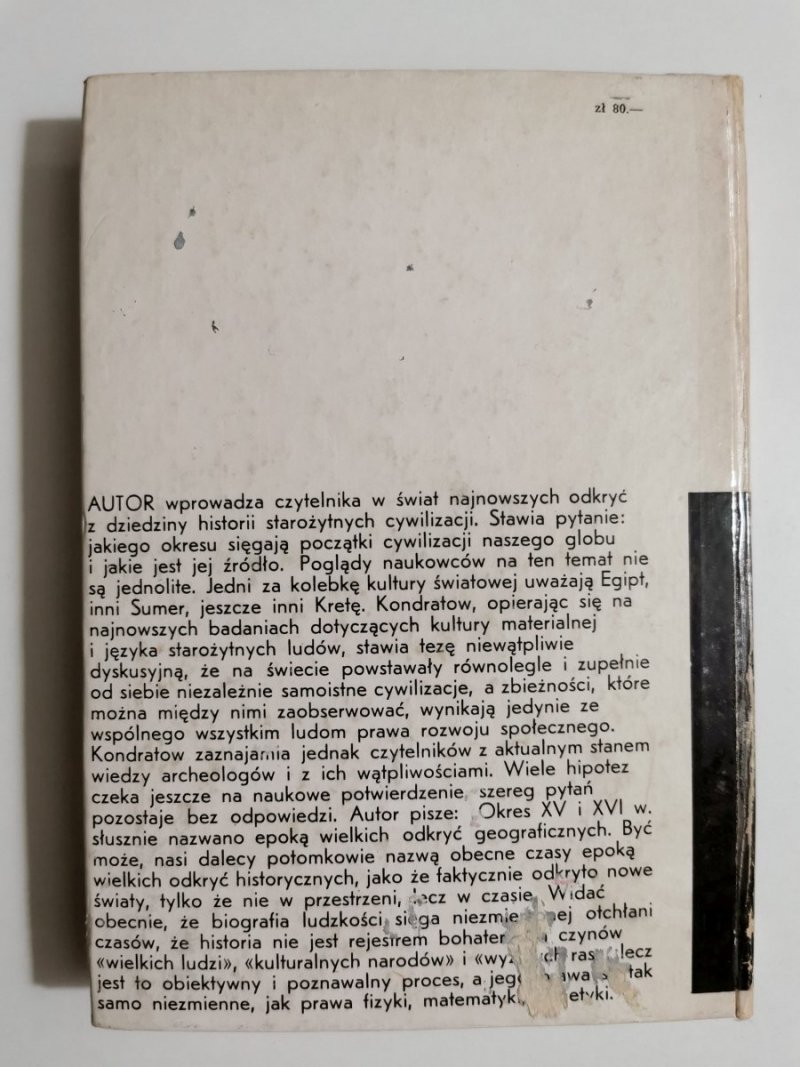 zł 80.—
AUTOR wprowadza czytelnika w świat najnowszych odkryć
z dziedziny historii starożytnych cywilizacji. Stawia pytanie:
jakiego okresu sięgają początki cywilizacji naszego globu
i jakie jest jej źródło. Poglądy naukowców na ten temat nie
są jednolite. Jedni za kolebkę kultury światowej uważają Egipt,
inni Sumer, jeszcze inni Kretę. Kondratow, opierając się na
najnowszych badaniach dotyczących kultury materialnej
i języka starożytnych ludów, stawia tezę niewątpliwie
dyskusyjną, że na świecie powstawały równolegle i zupełnie
od siebie niezależnie samoistne cywilizacje, a zbieżności, które
można między nimi zaobserwować, wynikają jedynie ze
wspólnego wszystkim ludom prawa rozwoju społecznego.
Kondratow zaznajamia jednak czytelników z aktualnym stanem
wiedzy archeologów i z ich wątpliwościami. Wiele hipotez
czeka jeszcze na naukowe potwierdzenie, szereg pytań
pozostaje bez odpowiedzi. Autor pisze: Okres XV i XVI w.
słusznie nazwano epoką wielkich odkryć geograficznych. Być
może, nasi dalecy potomkowie nazwą obecne czasy epoką
wielkich odkryć historycznych, jako że faktycznie odkryto nowe
światy, tylko że nie w przestrzeni, lecz w czasie. Widać
obecnie, że biografia ludzkości sięga otchłani
czasów, że historia nie jest rejestrem czynów
«wielkich ludzi», «kulturalnych narodów» i ras, lecz
jest to obiektywny i poznawalny proces, a tak
samo niezmienne, jak prawa fizyki,